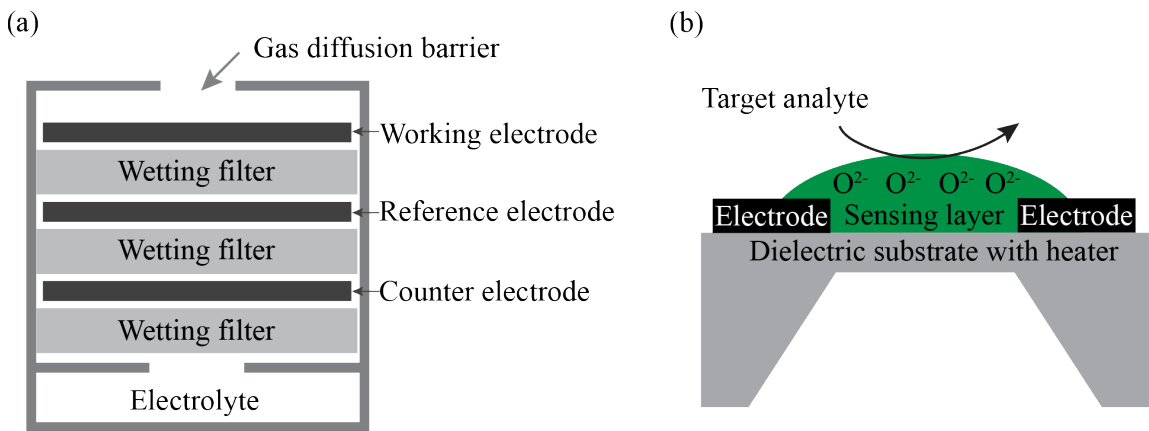 (a)
Gas diffusion barrier
Working electrode
Wetting filter
Reference electrode
Wetting filter
Counter electrode
Wetting filter
Electrolyte
(b)
Target analyte
O²⁻ O²⁻ O²⁻ O²⁻
Electrode Sensing layer Electrode
Dielectric substrate with heater